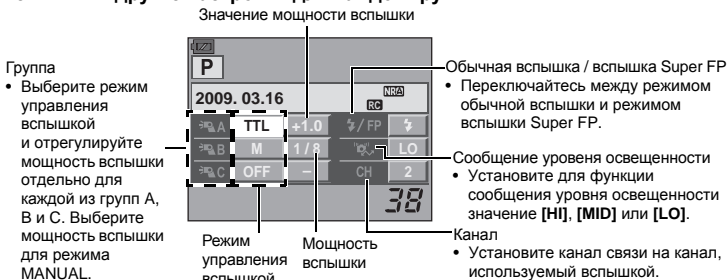 Значение мощности вспышки
Группа
• Выберите режим
управления
вспышкой
и отрегулируйте
мощность вспышки
отдельно для
каждой из групп А,
В и С. Выберите
мощность вспышки
для режима
MANUAL.
P
2009. 03.16
NR
RC
A TTL +1.0 /FP
B M 1/8 LO
C OFF – CH 2
38
Режим
управления
вспышкой
Мощность
вспышки
Обычная вспышка / вспышка Super FP
• Переключайтесь между режимом
обычной вспышки и режимом
вспышки Super FP.
Сообщение уровеня освещенности
• Установите для функции
сообщения уровня освещенности
значение [HI], [MID] или [LO].
Канал
• Установите канал связи на канал,
используемый вспышкой.